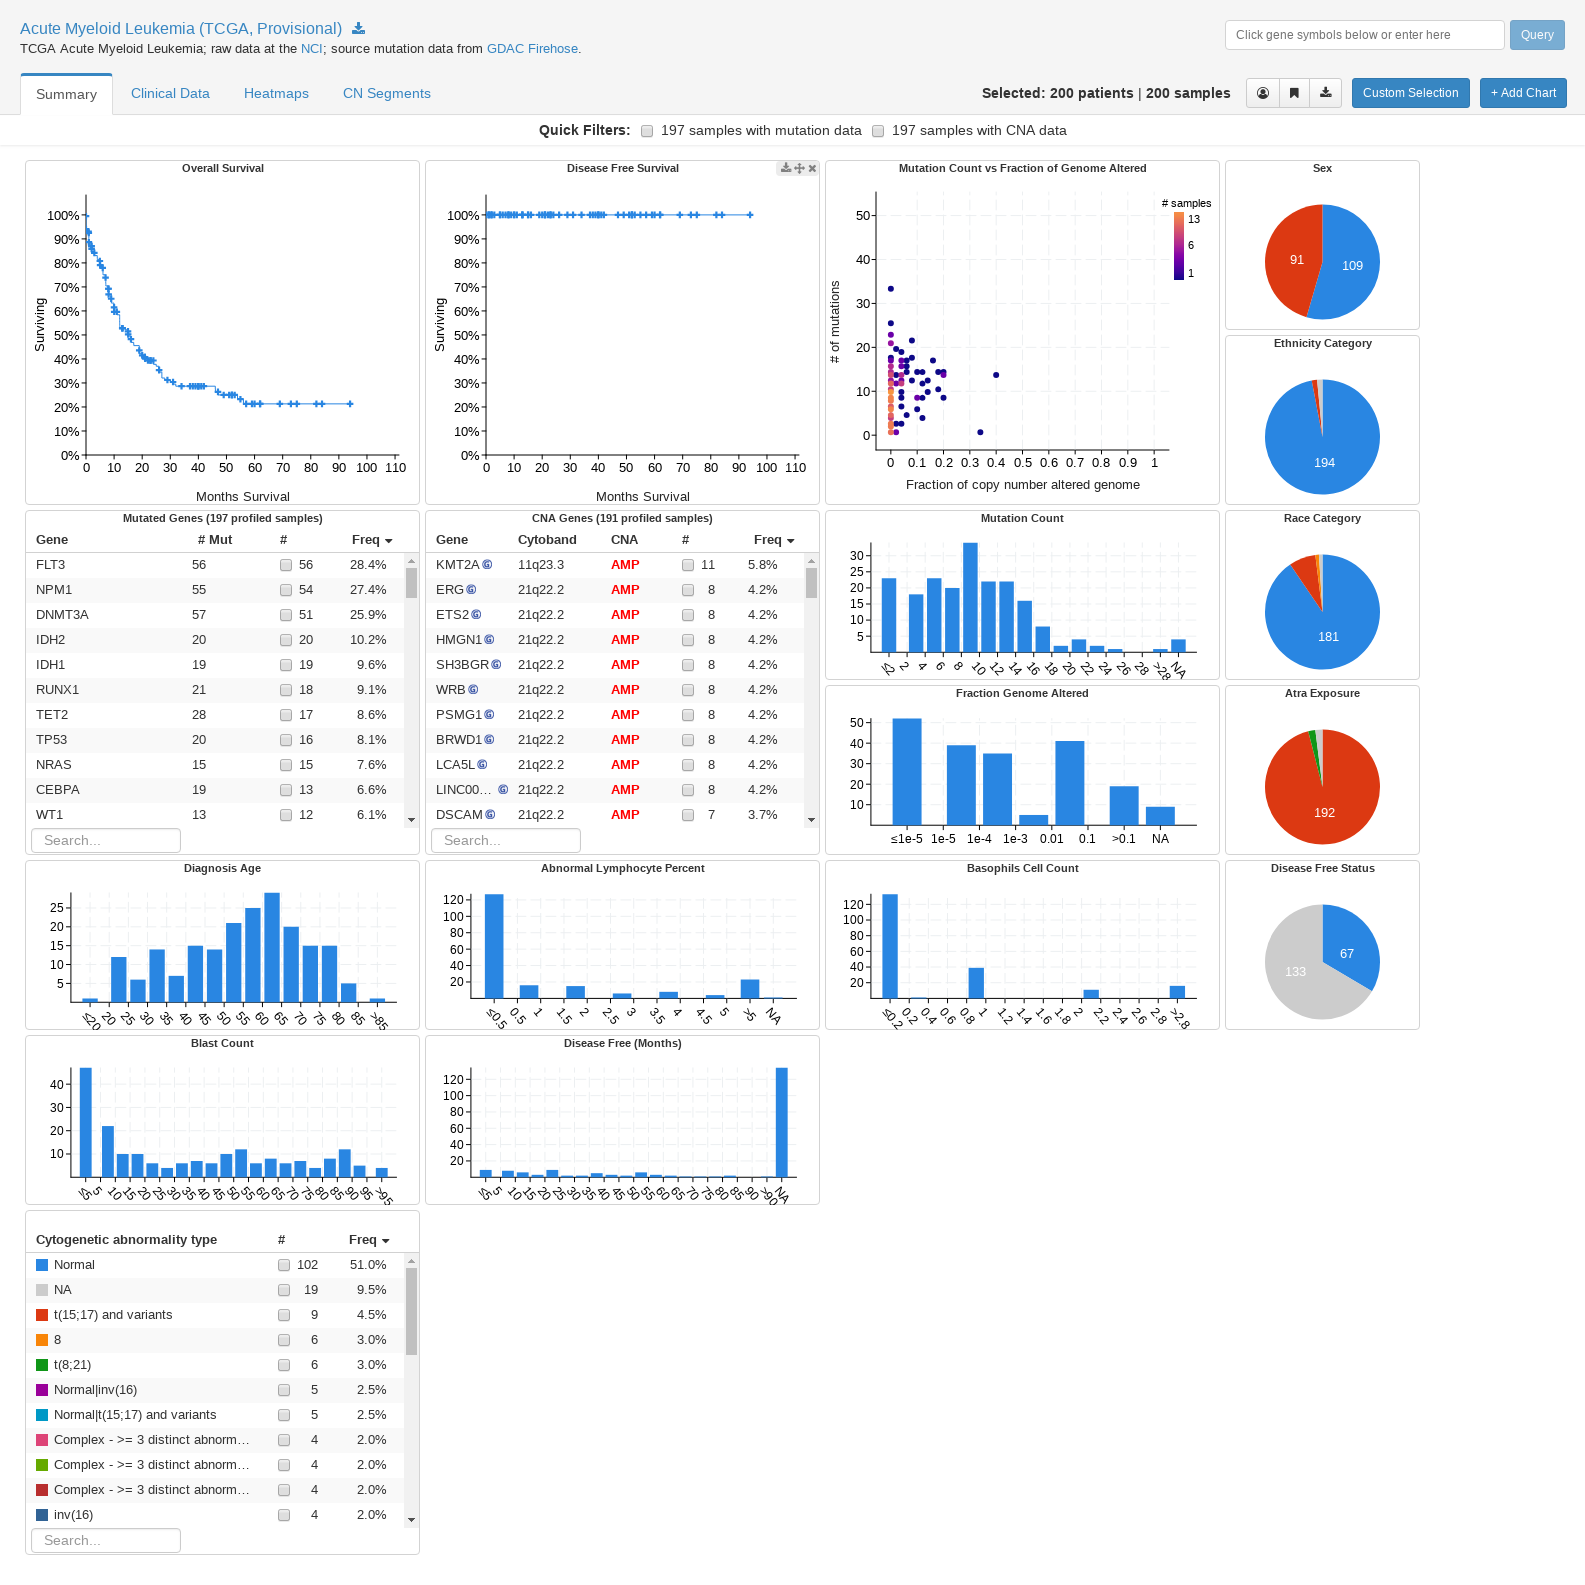 Acute Myeloid Leukemia (TCGA, Provisional)
TCGA Acute Myeloid Leukemia; raw data at the NCI; source mutation data from GDAC Firehose.
Click gene symbols below or enter here
Query
Summary
Clinical Data
Heatmaps
CN Segments
Selected: 200 patients | 200 samples
Custom Selection
+ Add Chart
Quick Filters: 197 samples with mutation data 197 samples with CNA data
Overall Survival
100%
90%
80%
70%
60%
50%
40%
30%
20%
10%
0%
Surviving
0 10 20 30 40 50 60 70 80 90 100 110
Months Survival
Disease Free Survival
100%
90%
80%
70%
60%
50%
40%
30%
20%
10%
0%
Surviving
0 10 20 30 40 50 60 70 80 90 100 110
Months Survival
Mutation Count vs Fraction of Genome Altered
# samples
13
6
1
50
40
30
20
10
0
# of mutations
0 0.1 0.2 0.3 0.4 0.5 0.6 0.7 0.8 0.9 1
Fraction of copy number altered genome
Sex
91
109
Ethnicity Category
194
Mutated Genes (197 profiled samples)
Gene # Mut # Freq
FLT3 56 56 28.4%
NPM1 55 54 27.4%
DNMT3A 57 51 25.9%
IDH2 20 20 10.2%
IDH1 19 19 9.6%
RUNX1 21 18 9.1%
TET2 28 17 8.6%
TP53 20 16 8.1%
NRAS 15 15 7.6%
CEBPA 19 13 6.6%
WT1 13 12 6.1%
Search...
CNA Genes (191 profiled samples)
Gene Cytoband CNA # Freq
KMT2A G 11q23.3 AMP 11 5.8%
ERG G 21q22.2 AMP 8 4.2%
ETS2 G 21q22.2 AMP 8 4.2%
HMGN1 G 21q22.2 AMP 8 4.2%
SH3BGR G 21q22.2 AMP 8 4.2%
WRB G 21q22.2 AMP 8 4.2%
PSMG1 G 21q22.2 AMP 8 4.2%
BRWD1 G 21q22.2 AMP 8 4.2%
LCA5L G 21q22.2 AMP 8 4.2%
LINC00... G 21q22.2 AMP 8 4.2%
DSCAM G 21q22.2 AMP 7 3.7%
Search...
Mutation Count
30
25
20
15
10
5
≤2 2 4 6 8 10 12 14 16 18 20 22 24 26 28 >28 NA
Race Category
181
Fraction Genome Altered
50
40
30
20
10
≤1e-5 1e-5 1e-4 1e-3 0.01 0.1 >0.1 NA
Atra Exposure
192
Diagnosis Age
25
20
15
10
5
≤20 20 25 30 35 40 45 50 55 60 65 70 75 80 85 >85
Abnormal Lymphocyte Percent
120
100
80
60
40
20
≤0.5 0.5 1 1.5 2 2.5 3 3.5 4 4.5 5 >5 NA
Basophils Cell Count
120
100
80
60
40
20
≤0.2 0.2 0.4 0.6 0.8 1 1.2 1.4 1.6 1.8 2 2.2 2.4 2.6 2.8 >2.8
Disease Free Status
67
133
Blast Count
40
30
20
10
≤5 5 10 15 20 25 30 35 40 45 50 55 60 65 70 75 80 85 90 95 >95
Disease Free (Months)
120
100
80
60
40
20
≤5 5 10 15 20 25 30 35 40 45 50 55 60 65 70 75 80 85 90 >90 NA
Cytogenetic abnormality type # Freq
Normal 102 51.0%
NA 19 9.5%
t(15;17) and variants 9 4.5%
8 6 3.0%
t(8;21) 6 3.0%
Normal|inv(16) 5 2.5%
Normal|t(15;17) and variants 5 2.5%
Complex - >= 3 distinct abnorm... 4 2.0%
Complex - >= 3 distinct abnorm... 4 2.0%
Complex - >= 3 distinct abnorm... 4 2.0%
inv(16) 4 2.0%
Search...